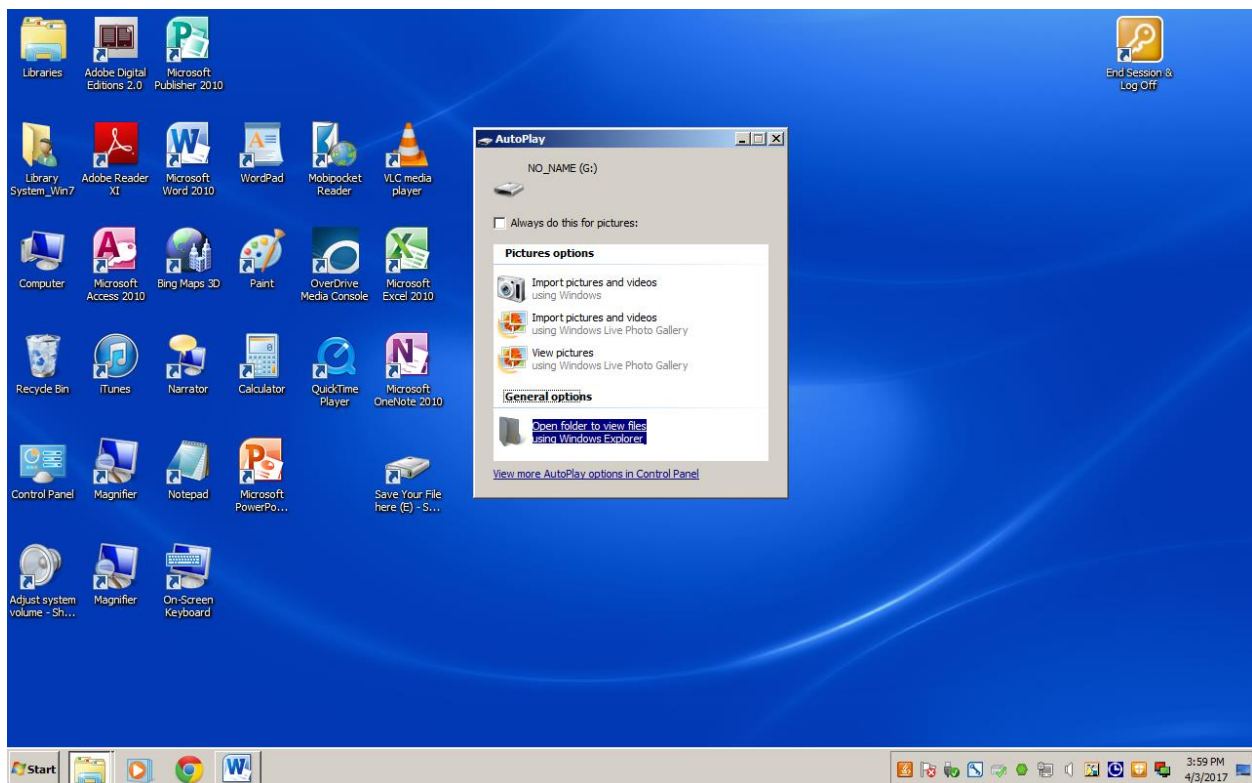 Libraries
Adobe Digital
Editions 2.0
Microsoft
Publisher 2010
End Session &
Log Off
Library
System_Win7
Adobe Reader
XI
Microsoft
Word 2010
WordPad
Mobipocket
Reader
VLC media
player
Computer
Microsoft
Access 2010
Bing Maps 3D
Paint
OverDrive
Media Console
Microsoft
Excel 2010
Recycle Bin
iTunes
Narrator
Calculator
QuickTime
Player
Microsoft
OneNote 2010
Control Panel
Magnifier
Notepad
Microsoft
PowerPo...
Save Your File
here (E) - S...
Adjust system
volume - Sh...
Magnifier
On-Screen
Keyboard
AutoPlay
NO_NAME (G:)
Always do this for pictures:
Pictures options
Import pictures and videos
using Windows
Import pictures and videos
using Windows Live Photo Gallery
View pictures
using Windows Live Photo Gallery
General options
Open folder to view files
using Windows Explorer
View more AutoPlay options in Control Panel
Start
3:59 PM
4/3/2017